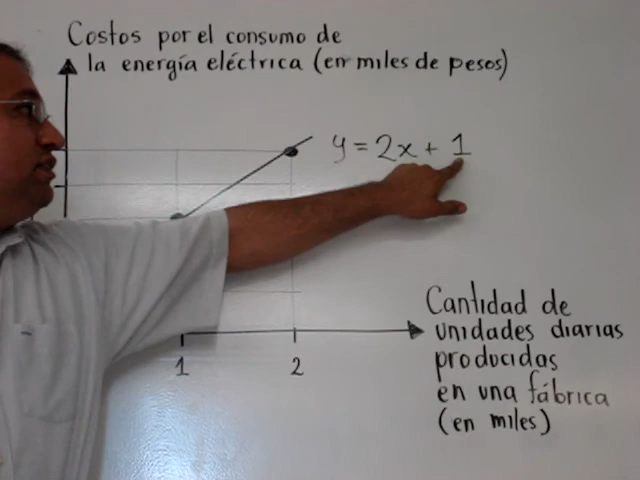 Costos por el consumo de
la energía eléctrica (en miles de pesos)
y = 2x + 1
Cantidad de
unidades diarias
producidas
en una fábrica
(en miles)
1 2